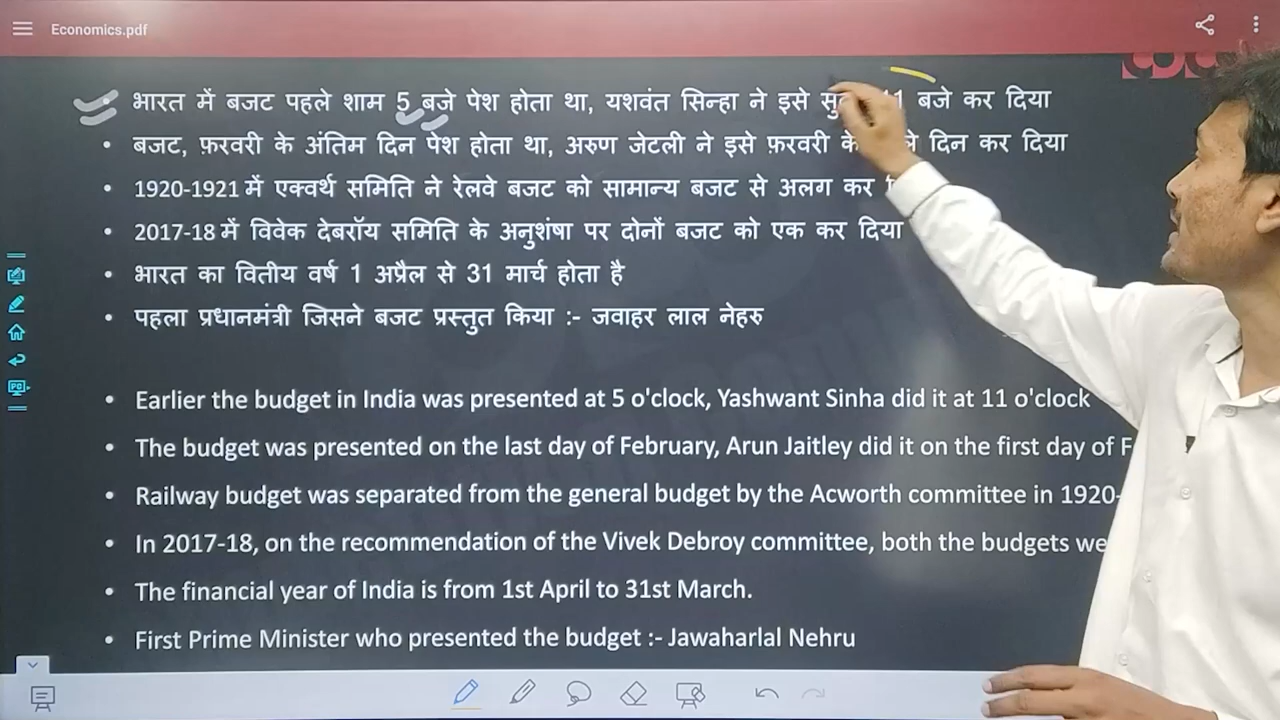 Economics.pdf
भारत में बजट पहले शाम 5 बजे पेश होता था, यशवंत सिन्हा ने इसे 11 बजे कर दिया
बजट, फ़रवरी के अंतिम दिन पेश होता था, अरुण जेटली ने इसे फ़रवरी के दिन कर दिया
1920-1921 में एक्वर्थ समिति ने रेलवे बजट को सामान्य बजट से अलग कर
2017-18 में विवेक देबरॉय समिति के अनुशंषा पर दोनों बजट को एक कर दिया
भारत का वितीय वर्ष 1 अप्रैल से 31 मार्च होता है
पहला प्रधानमंत्री जिसने बजट प्रस्तुत किया :- जवाहर लाल नेहरु
Earlier the budget in India was presented at 5 o'clock, Yashwant Sinha did it at 11 o'clock
The budget was presented on the last day of February, Arun Jaitley did it on the first day of
Railway budget was separated from the general budget by the Acworth committee in 1920-
In 2017-18, on the recommendation of the Vivek Debroy committee, both the budgets
The financial year of India is from 1st April to 31st March.
First Prime Minister who presented the budget :- Jawaharlal Nehru